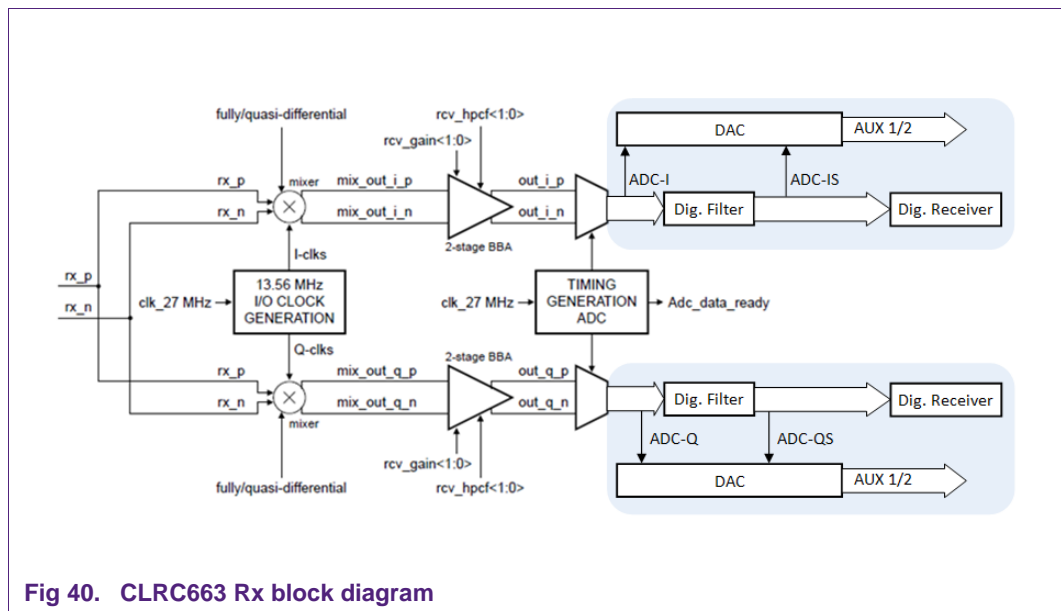 fully/quasi-differential
rcv_hpcf<1:0>
rcv_gain<1:0>
DAC
AUX 1/2
rx_p
mixer
mix_out_i_p
out_i_p
ADC-I
ADC-IS
rx_n
mix_out_i_n
out_i_n
Dig. Filter
Dig. Receiver
2-stage BBA
I-clks
rx_p
rx_n
clk_27 MHz
13.56 MHz
I/O CLOCK
GENERATION
clk_27 MHz
TIMING
GENERATION
ADC
Adc_data_ready
Q-clks
2-stage BBA
rx_p
mix_out_q_p
out_q_p
rx_n
mix_out_q_n
out_q_n
Dig. Filter
Dig. Receiver
mixer
ADC-Q
ADC-QS
rcv_gain<1:0>
fully/quasi-differential
rcv_hpcf<1:0>
DAC
AUX 1/2
Fig 40. CLRC663 Rx block diagram